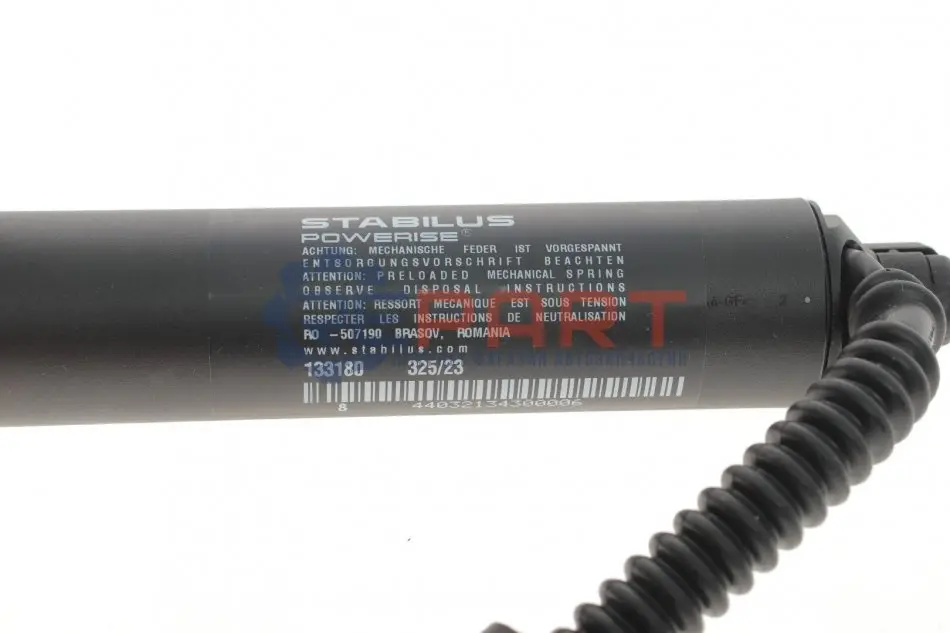 STABILUS
POWERISE®
ACHTUNG: MECHANISCHE FEDER IST VORGESPANNT
ENTSORGUNGSVORSCHRIFT BEACHTEN
ATTENTION: PRELOADED MECHANICAL SPRING
OBSERVE DISPOSAL INSTRUCTIONS
ATTENTION: RESSORT MECANIQUE EST SOUS TENSION
RESPECTER LES INSTRUCTIONS DE NEUTRALISATION
RO -507190 BRASOV, ROMANIA
www.stabilus.com
133180 325/23
8 44032134300006
PART